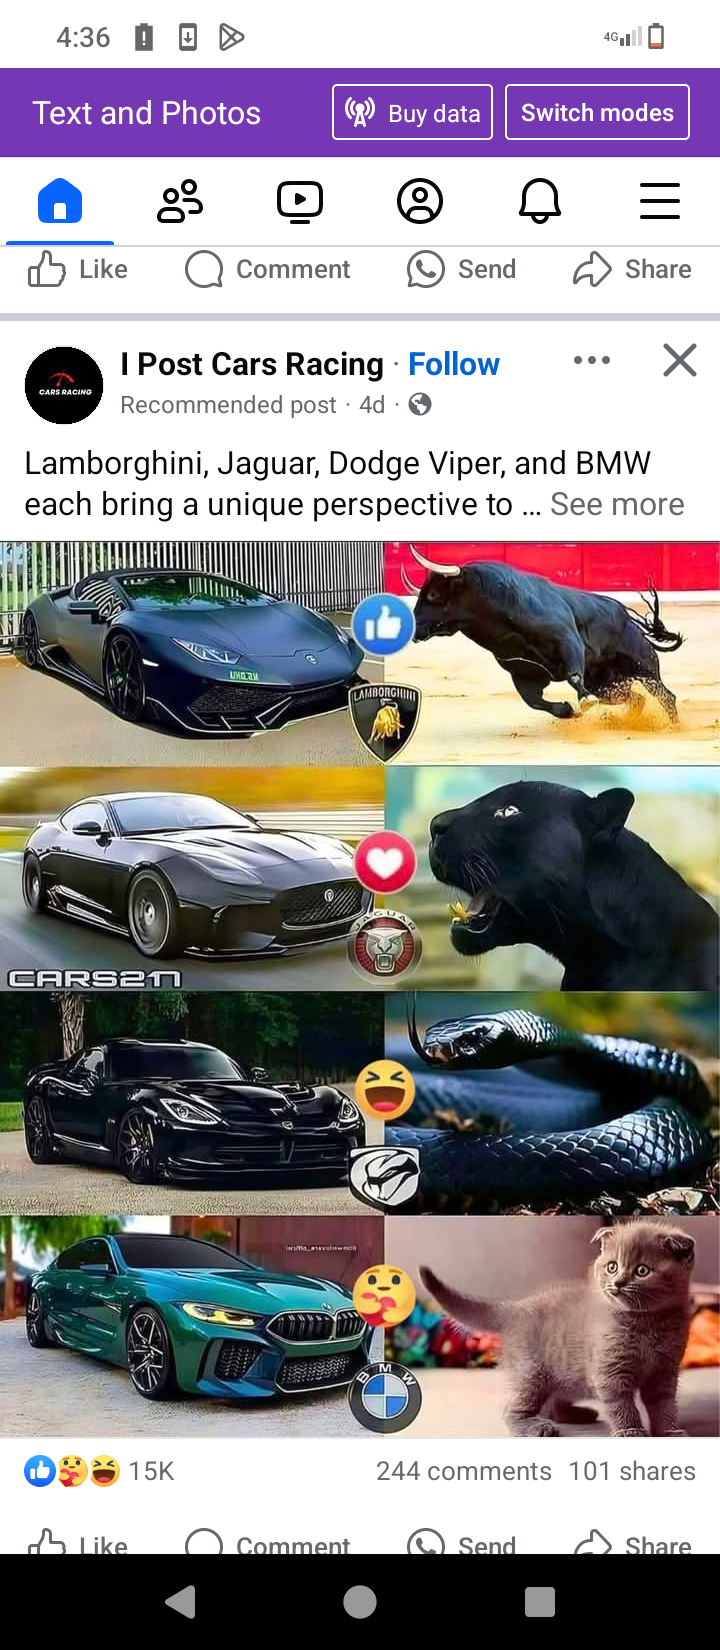 4:36
4G
Text and Photos
Buy data
Switch modes
Like
Comment
Send
Share
I Post Cars Racing · Follow
CARS RACING
Recommended post · 4d ·
Lamborghini, Jaguar, Dodge Viper, and BMW
each bring a unique perspective to ... See more
LAMBORGHINI
JAGUAR
CARS217
BMW
15K
244 comments
101 shares
Like
Comment
Send
Share